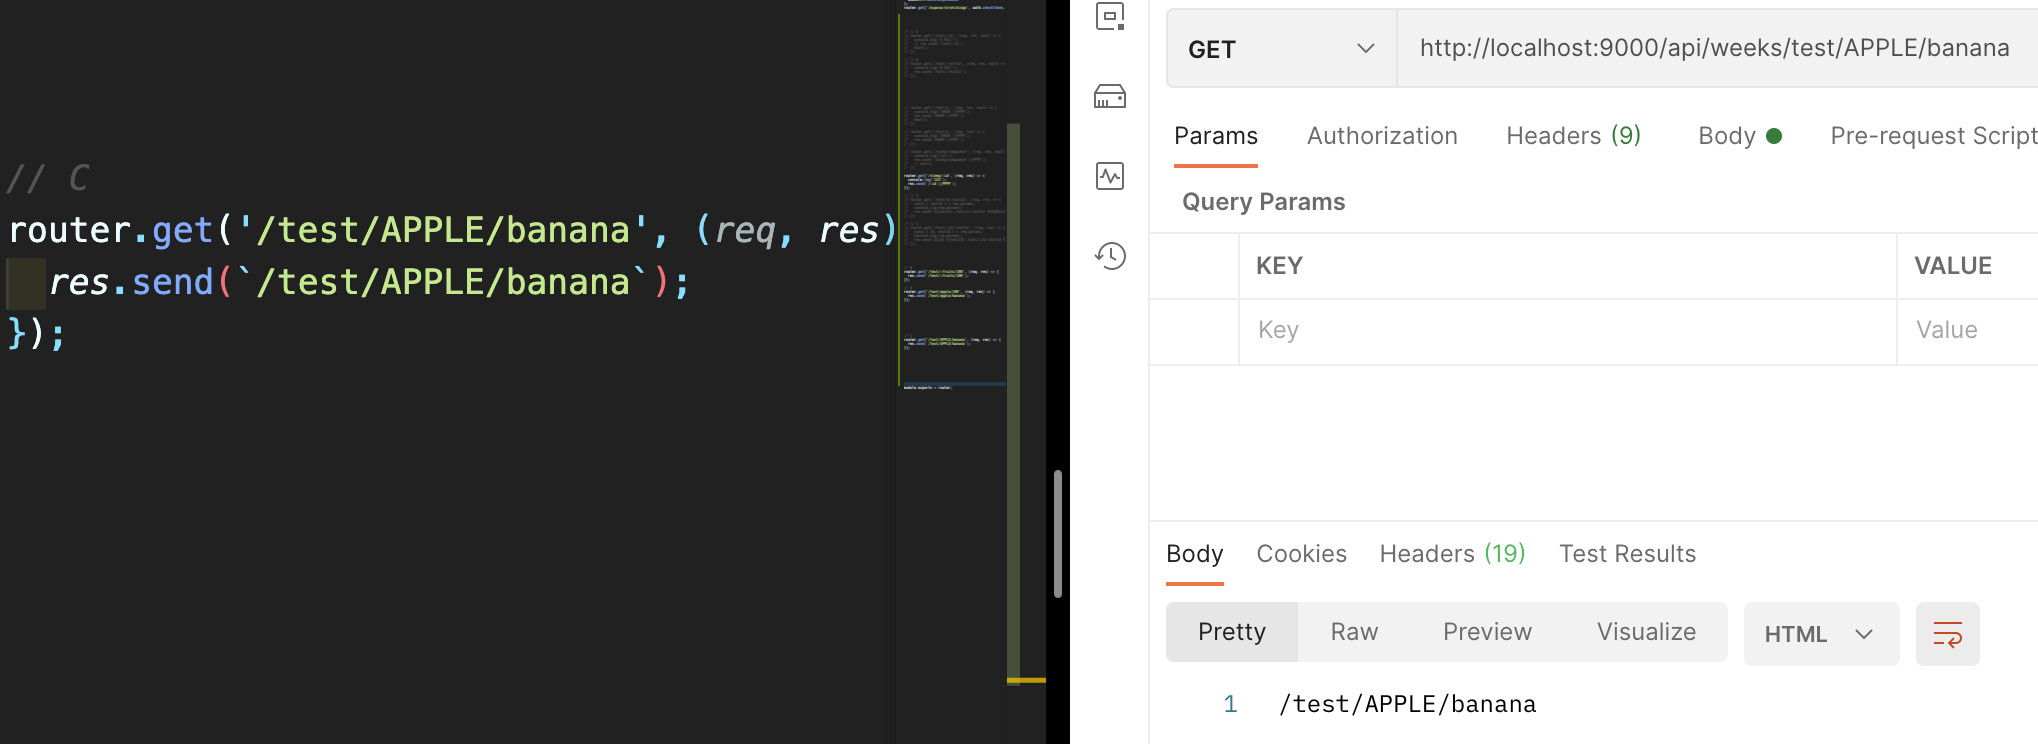 // C
router.get('/test/APPLE/banana', (req, res)
res.send(`/test/APPLE/banana`);
});
GET
http://localhost:9000/api/weeks/test/APPLE/banana
Params Authorization Headers (9) Body Pre-request Script
Query Params
KEY VALUE
Key Value
Body Cookies Headers (19) Test Results
Pretty Raw Preview Visualize HTML
1 /test/APPLE/banana